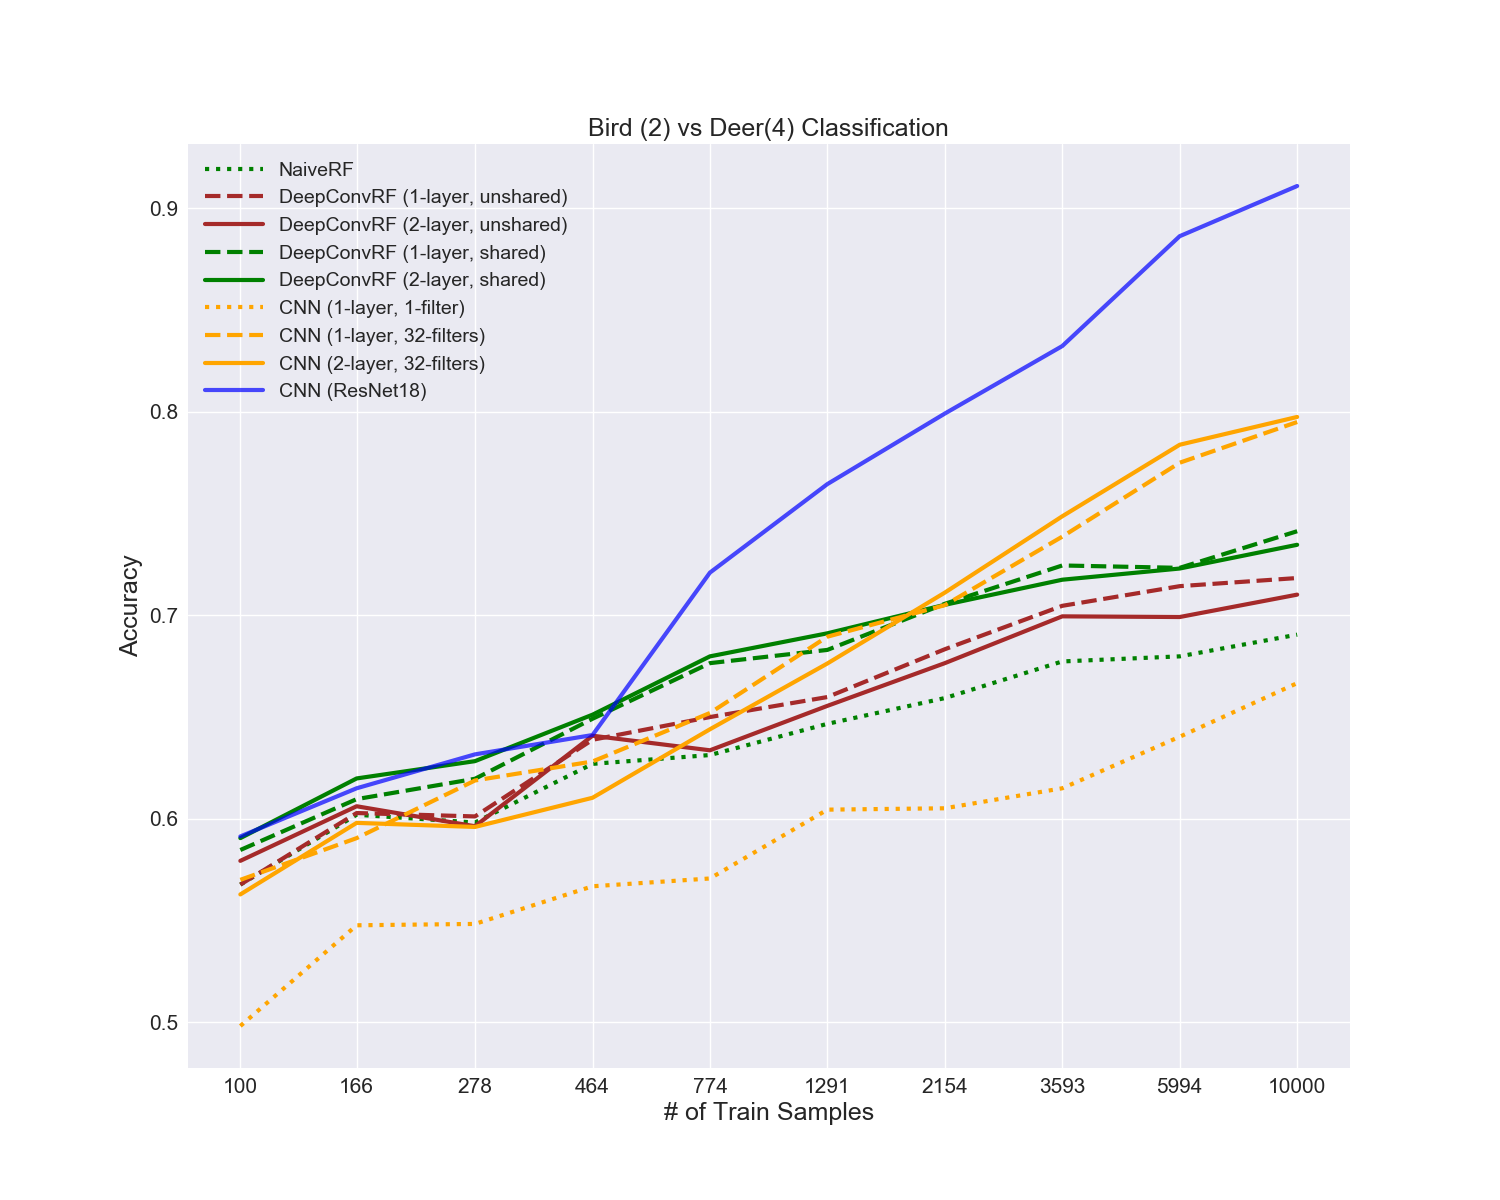 Bird (2) vs Deer(4) Classification
NaiveRF
DeepConvRF (1-layer, unshared)
DeepConvRF (2-layer, unshared)
DeepConvRF (1-layer, shared)
DeepConvRF (2-layer, shared)
CNN (1-layer, 1-filter)
CNN (1-layer, 32-filters)
CNN (2-layer, 32-filters)
CNN (ResNet18)
0.9
0.8
0.7
0.6
0.5
Accuracy
100 166 278 464 774 1291 2154 3593 5994 10000
# of Train Samples